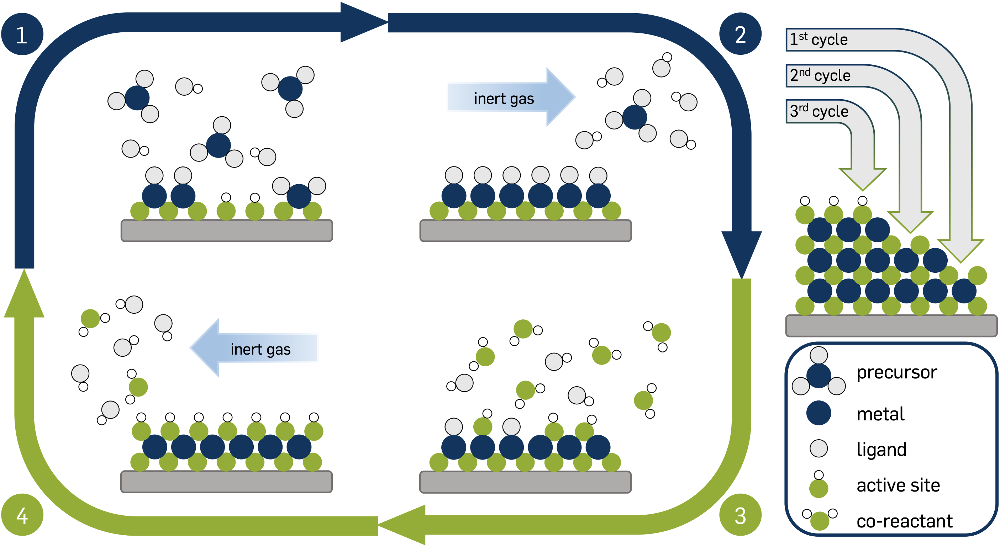 1
2
inert gas
1st cycle
2nd cycle
3rd cycle
inert gas
4
3
precursor
metal
ligand
active site
co-reactant